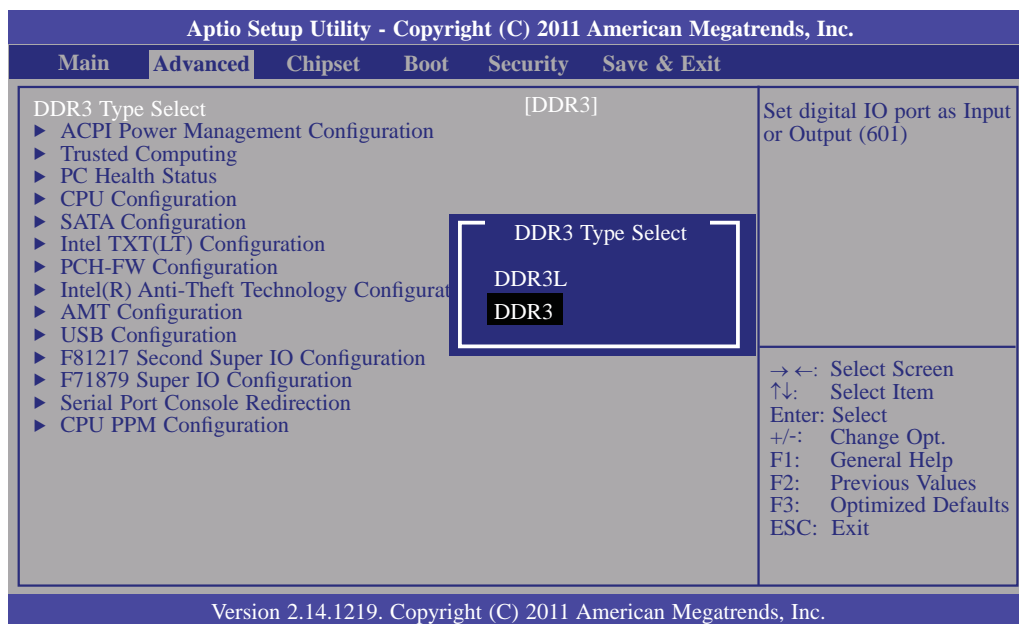 Aptio Setup Utility - Copyright (C) 2011 American Megatrends, Inc.
Main Advanced Chipset Boot Security Save & Exit
DDR3 Type Select [DDR3]
► ACPI Power Management Configuration
► Trusted Computing
► PC Health Status
► CPU Configuration
► SATA Configuration
► Intel TXT(LT) Configuration
► PCH-FW Configuration
► Intel(R) Anti-Theft Technology Configurat
► AMT Configuration
► USB Configuration
► F81217 Second Super IO Configuration
► F71879 Super IO Configuration
► Serial Port Console Redirection
► CPU PPM Configuration
DDR3 Type Select
DDR3L
DDR3
Set digital IO port as Input
or Output (601)
→ ←: Select Screen
↑↓: Select Item
Enter: Select
+/-: Change Opt.
F1: General Help
F2: Previous Values
F3: Optimized Defaults
ESC: Exit
Version 2.14.1219. Copyright (C) 2011 American Megatrends, Inc.